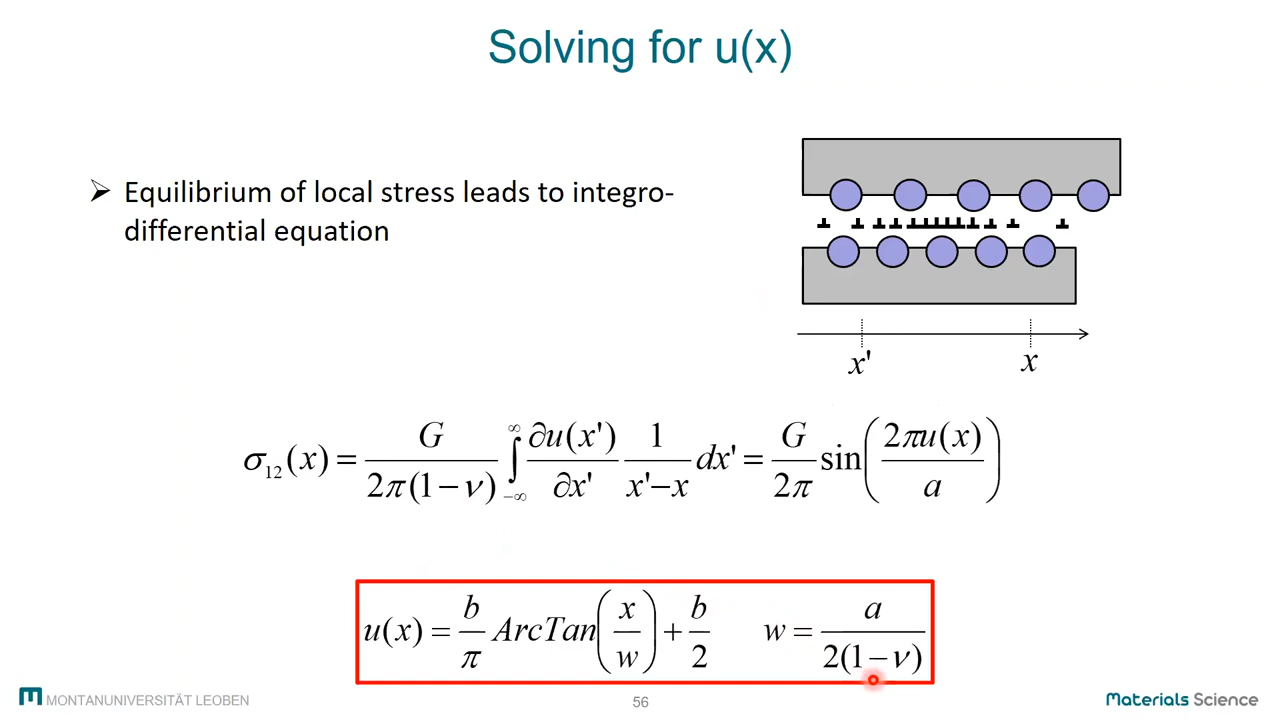 Solving for u(x)
➢ Equilibrium of local stress leads to integro-
differential equation
x' x
σ₁₂(x) = G / 2π(1−ν) ∫_{−∞}^{∞} ∂u(x')/∂x' 1/(x'−x) dx' = G/2π sin(2πu(x)/a)
u(x) = b/π ArcTan(x/w) + b/2 w = a / 2(1−ν)
MONTANUNIVERSITÄT LEOBEN 56 Materials Science